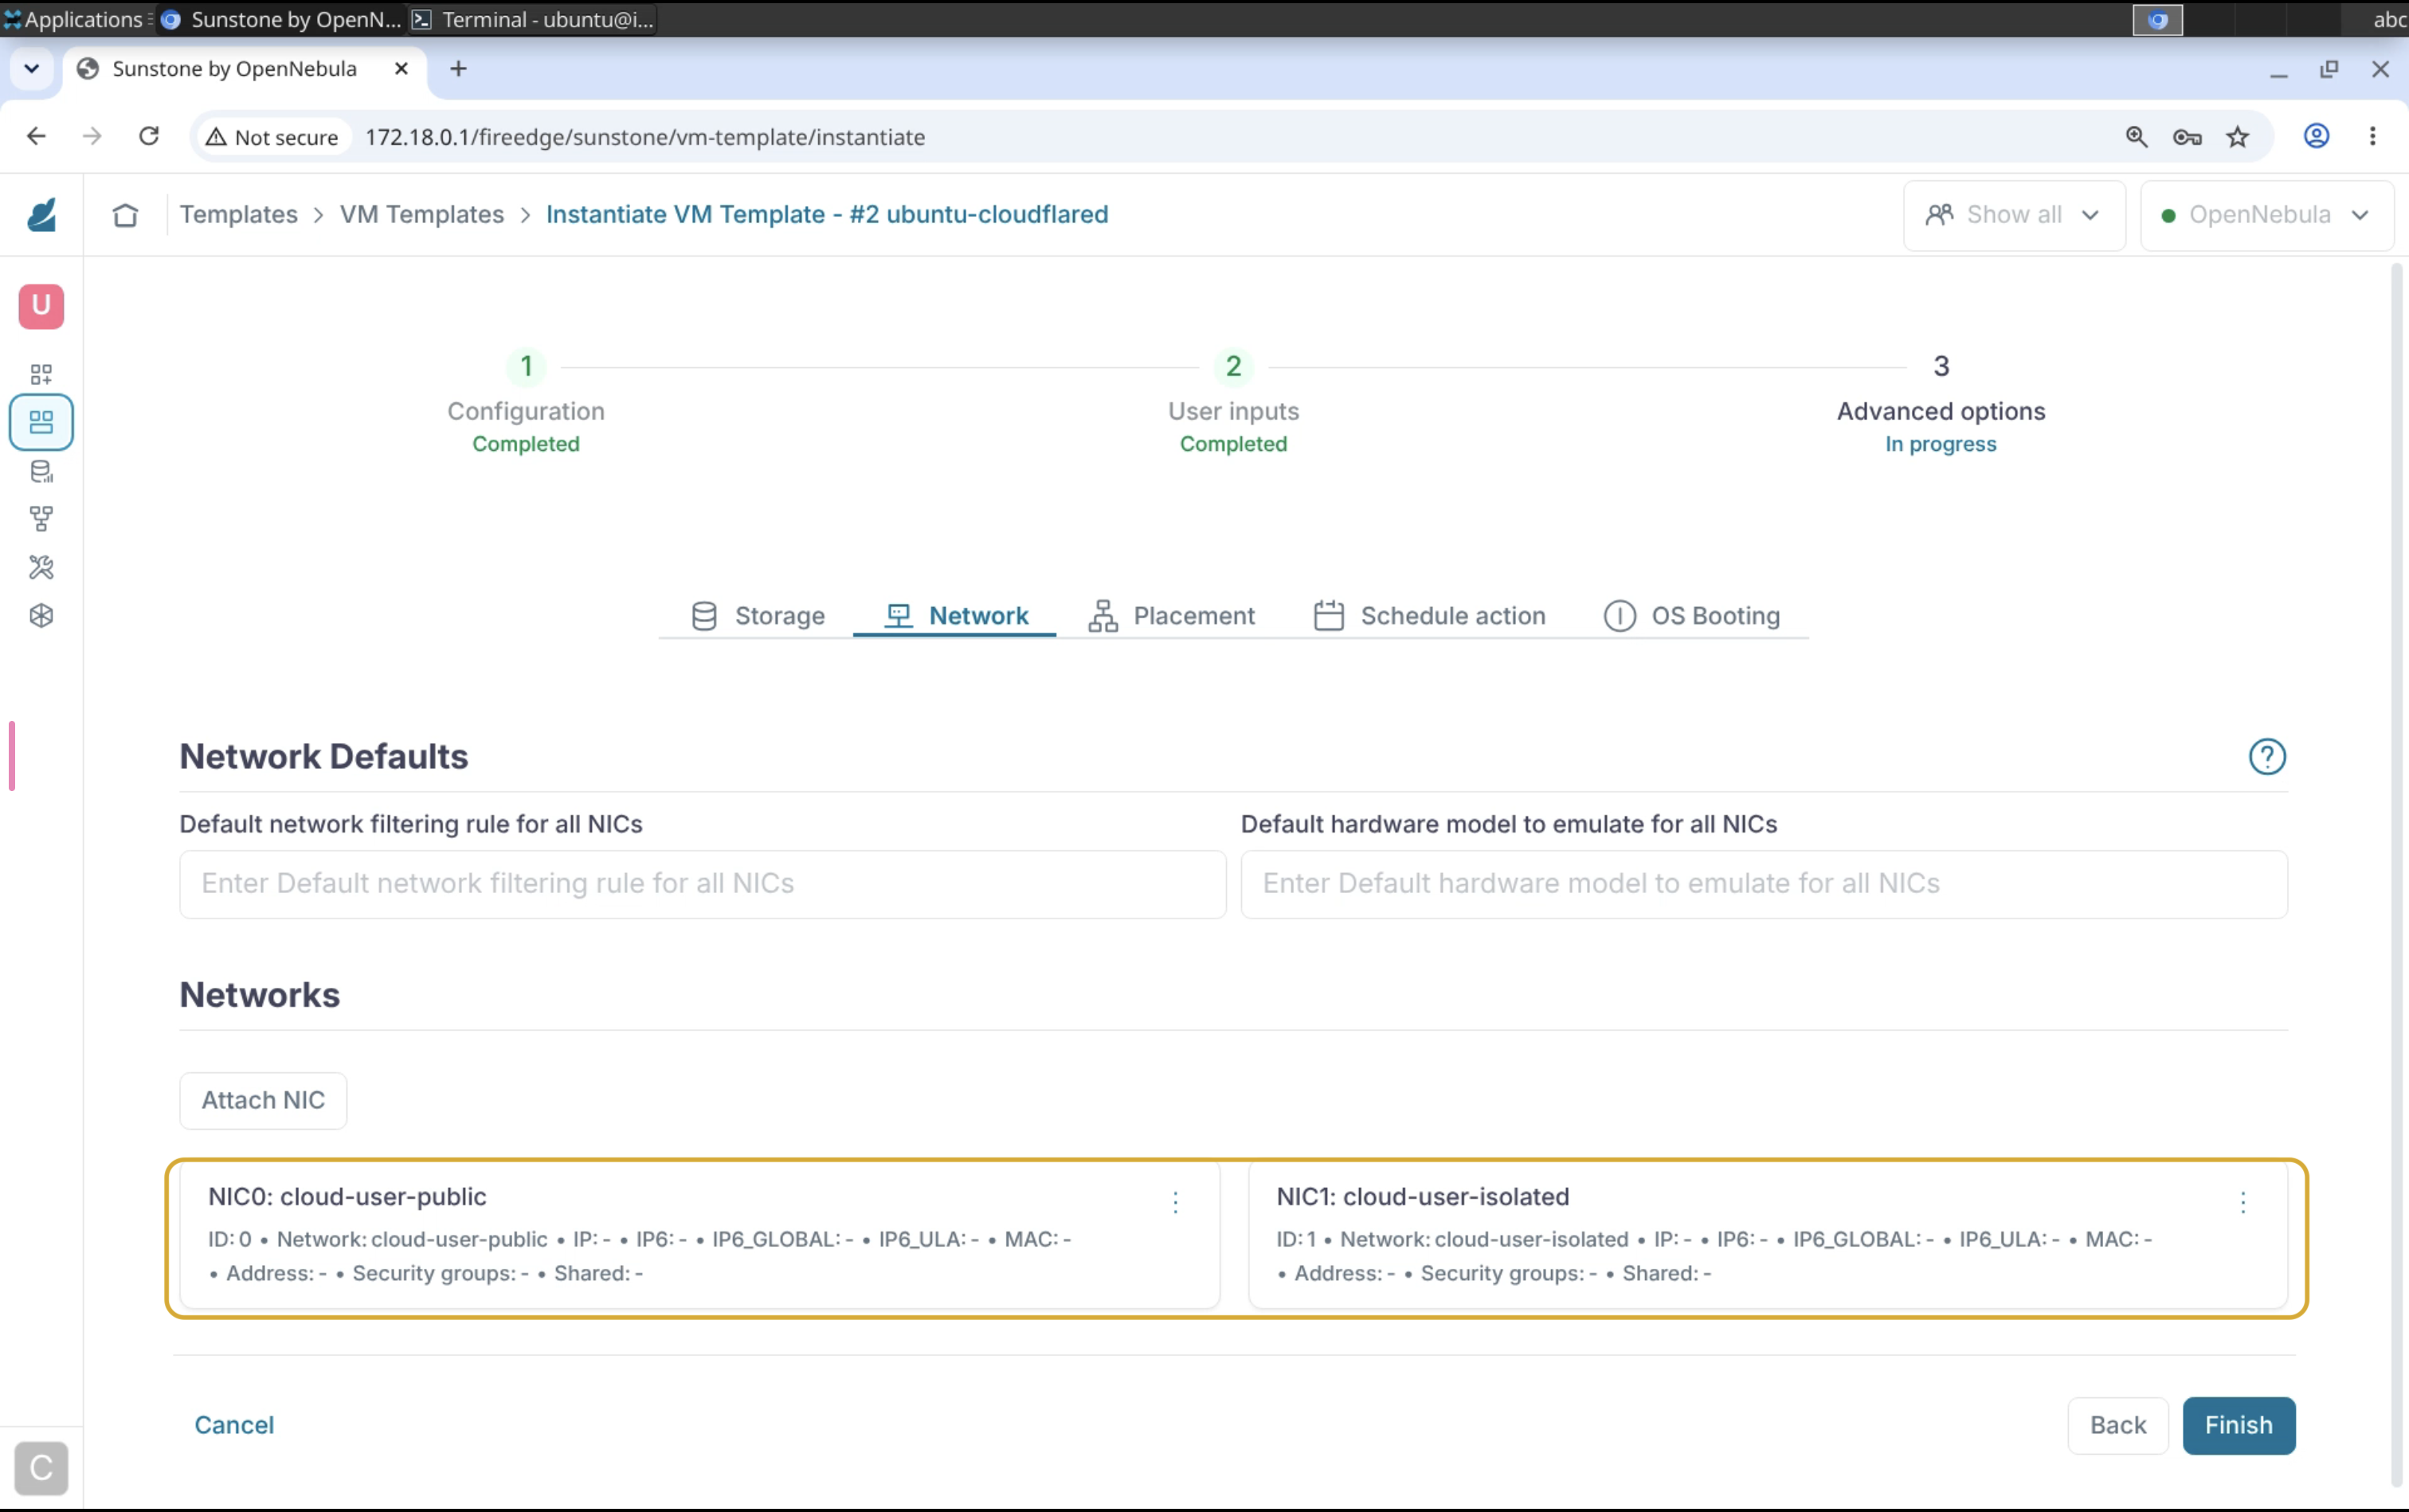 Applications
Sunstone by OpenN...
Terminal - ubuntu@i...
abc
Sunstone by OpenNebula
Not secure
172.18.0.1/fireedge/sunstone/vm-template/instantiate
Templates > VM Templates > Instantiate VM Template - #2 ubuntu-cloudflared
Show all
OpenNebula
U
1
2
3
Configuration
User inputs
Advanced options
Completed
Completed
In progress
Storage
Network
Placement
Schedule action
OS Booting
Network Defaults
?
Default network filtering rule for all NICs
Default hardware model to emulate for all NICs
Enter Default network filtering rule for all NICs
Enter Default hardware model to emulate for all NICs
Networks
Attach NIC
NIC0: cloud-user-public
ID: 0 • Network: cloud-user-public • IP: - • IP6: - • IP6_GLOBAL: - • IP6_ULA: - • MAC: -
• Address: - • Security groups: - • Shared: -
NIC1: cloud-user-isolated
ID: 1 • Network: cloud-user-isolated • IP: - • IP6: - • IP6_GLOBAL: - • IP6_ULA: - • MAC: -
• Address: - • Security groups: - • Shared: -
Cancel
Back
Finish
C